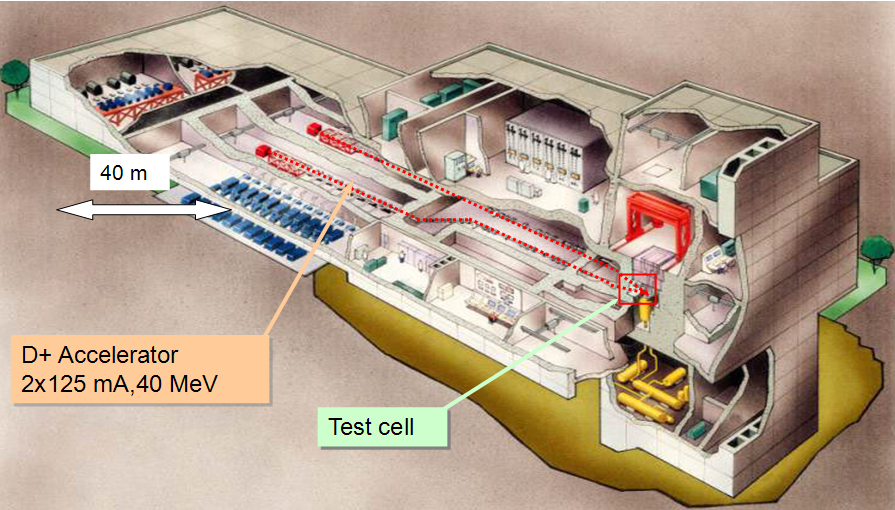 40 m
D+ Accelerator
2x125 mA,40 MeV
Test cell